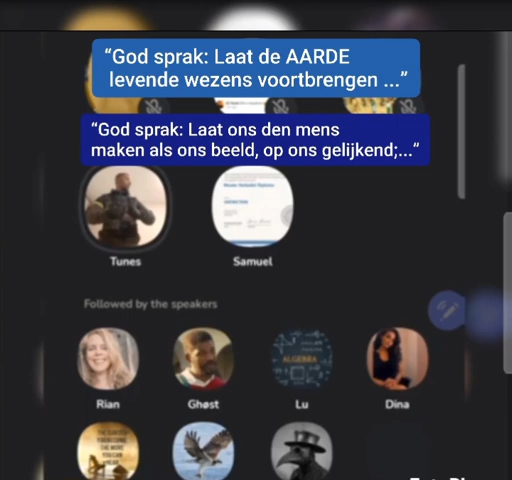 “God sprak: Laat de AARDE
levende wezens voortbrengen ...”
“God sprak: Laat ons den mens
maken als ons beeld, op ons gelijkend;...“
Tunes
Samuel
Followed by the speakers
ALGEBRA
Rian
Ghøst
Lu
Dina